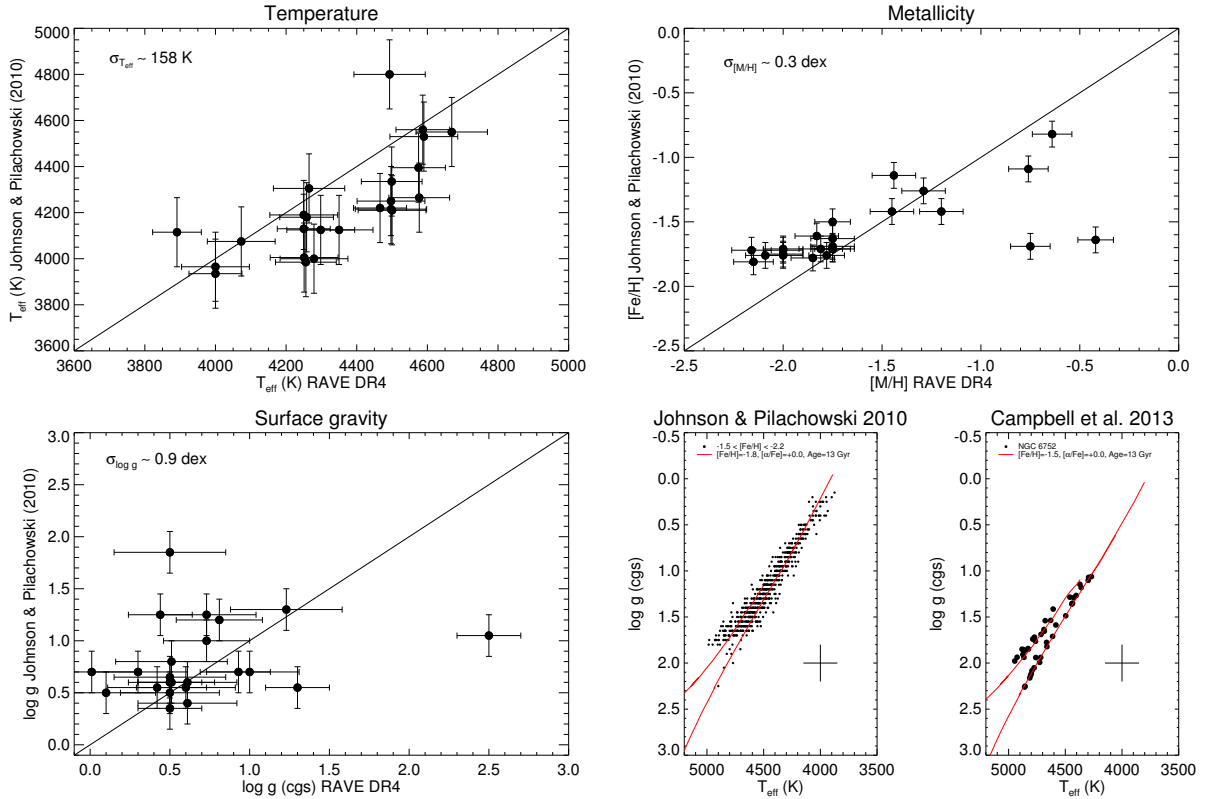 Temperature
σ_Teff ~ 158 K
T_eff (K) Johnson & Pilachowski (2010)
5000
4800
4600
4400
4200
4000
3800
3600
3600 3800 4000 4200 4400 4600 4800 5000
T_eff (K) RAVE DR4
Metallicity
σ_[M/H] ~ 0.3 dex
[Fe/H] Johnson & Pilachowski (2010)
0.0
-0.5
-1.0
-1.5
-2.0
-2.5
-2.5 -2.0 -1.5 -1.0 -0.5 0.0
[M/H] RAVE DR4
Surface gravity
σ_log g ~ 0.9 dex
log g Johnson & Pilachowski (2010)
3.0
2.5
2.0
1.5
1.0
0.5
0.0
0.0 0.5 1.0 1.5 2.0 2.5 3.0
log g (cgs) RAVE DR4
Johnson & Pilachowski 2010
-1.5 < [Fe/H] < -2.2
[Fe/H]=-1.8, [α/Fe]=+0.0, Age=13 Gyr
log g (cgs)
-0.5
0.0
0.5
1.0
1.5
2.0
2.5
3.0
5000 4500 4000 3500
T_eff (K)
Campbell et al. 2013
NGC 6752
[Fe/H]=-1.5, [α/Fe]=+0.0, Age=13 Gyr
log g (cgs)
-0.5
0.0
0.5
1.0
1.5
2.0
2.5
3.0
5000 4500 4000 3500
T_eff (K)